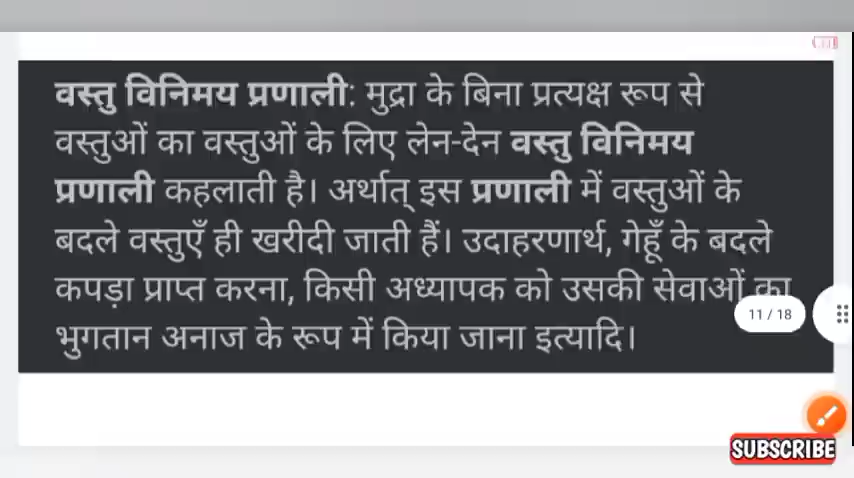 वस्तु विनिमय प्रणाली: मुद्रा के बिना प्रत्यक्ष रूप से
वस्तुओं का वस्तुओं के लिए लेन-देन वस्तु विनिमय
प्रणाली कहलाती है। अर्थात् इस प्रणाली में वस्तुओं के
बदले वस्तुएँ ही खरीदी जाती हैं। उदाहरणार्थ, गेहूँ के बदले
कपड़ा प्राप्त करना, किसी अध्यापक को उसकी सेवाओं का
11 / 18
भुगतान अनाज के रूप में किया जाना इत्यादि।
SUBSCRIBE